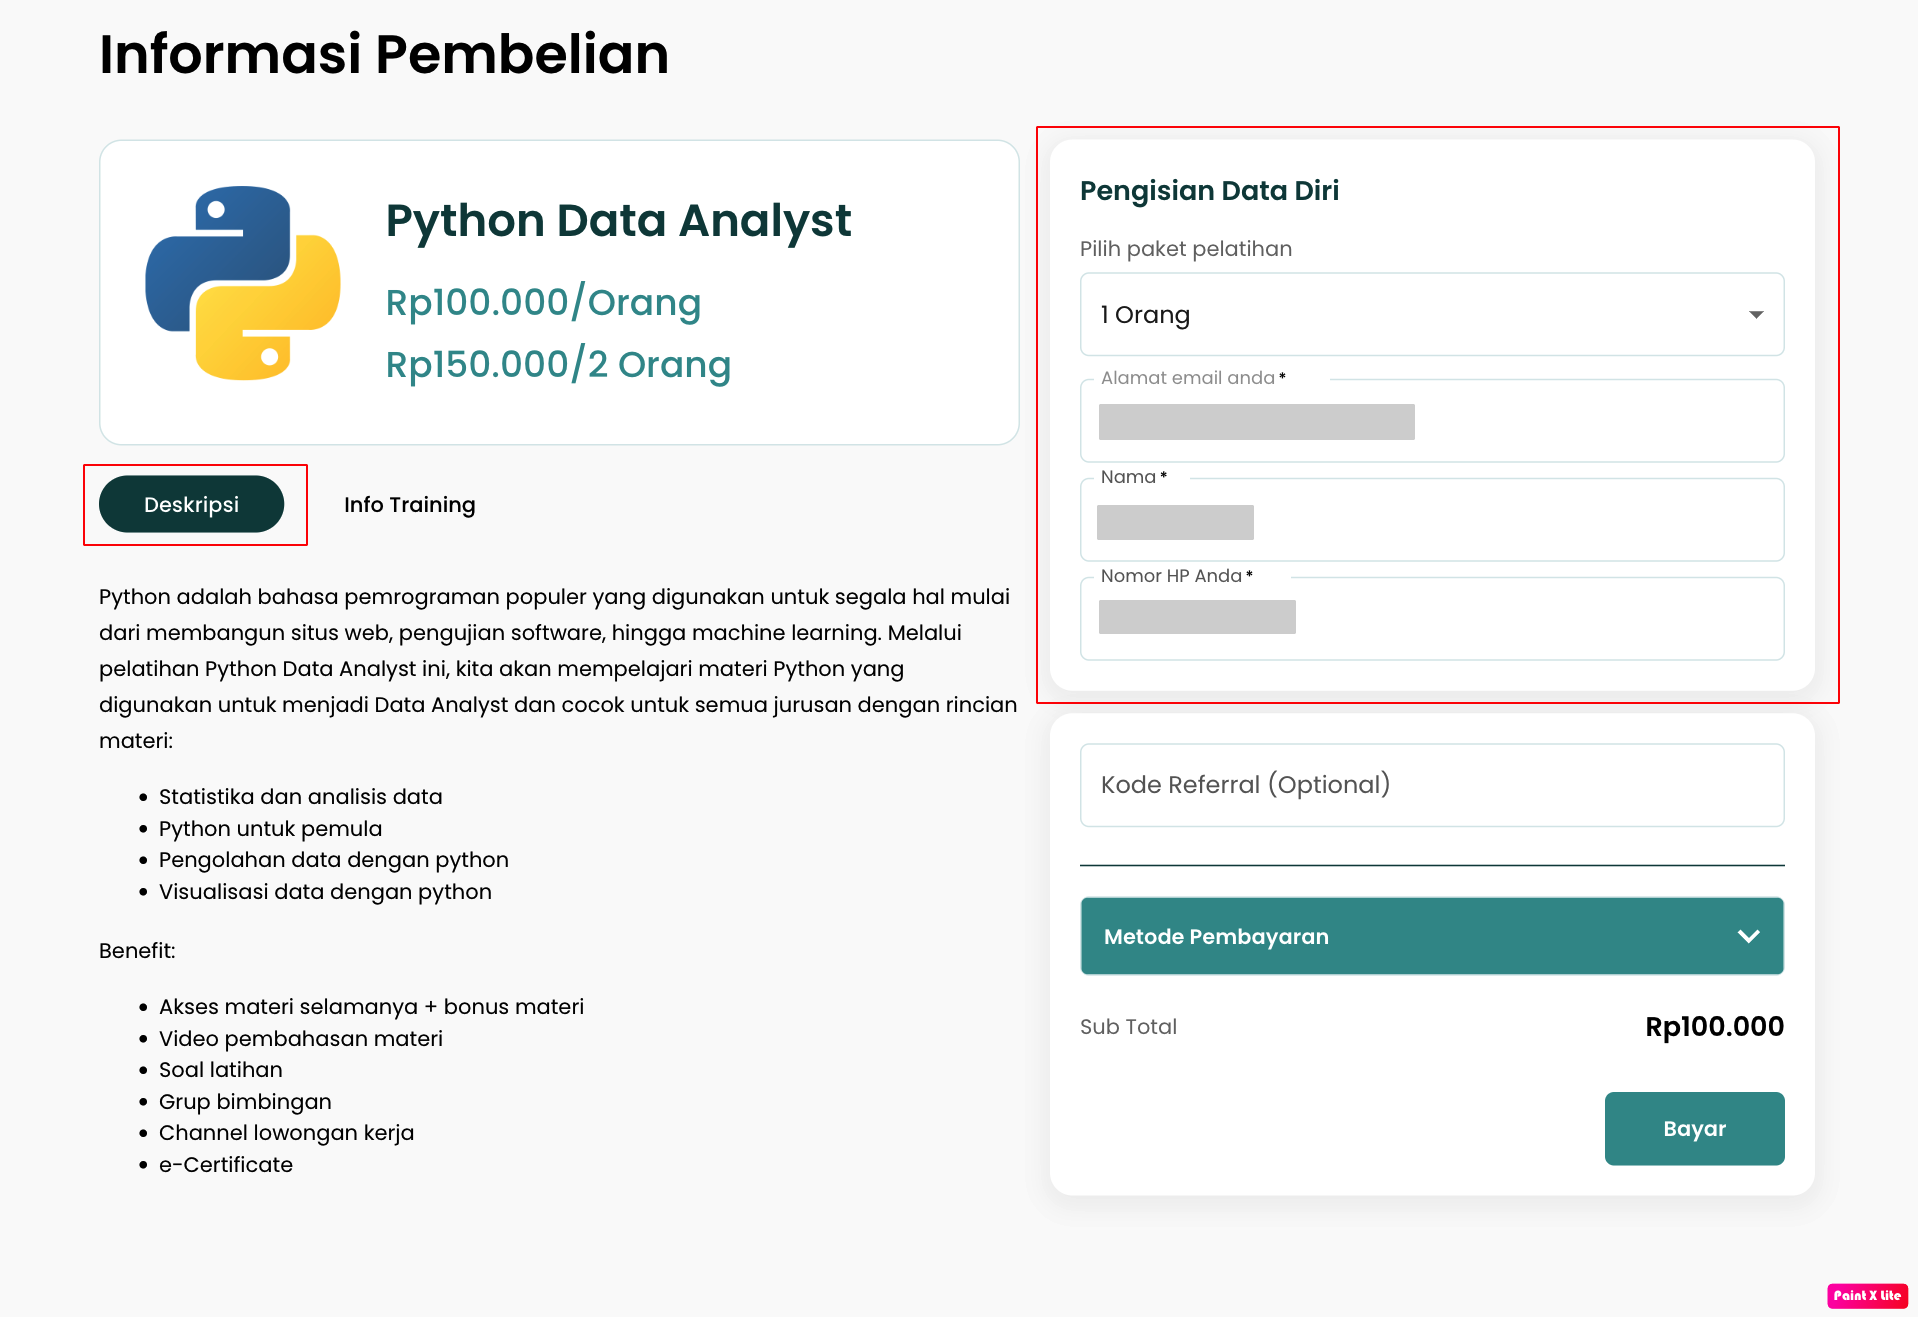 Informasi Pembelian
Python Data Analyst
Rp100.000/Orang
Rp150.000/2 Orang
Deskripsi
Info Training
Python adalah bahasa pemrograman populer yang digunakan untuk segala hal mulai
dari membangun situs web, pengujian software, hingga machine learning. Melalui
pelatihan Python Data Analyst ini, kita akan mempelajari materi Python yang
digunakan untuk menjadi Data Analyst dan cocok untuk semua jurusan dengan rincian
materi:
• Statistika dan analisis data
• Python untuk pemula
• Pengolahan data dengan python
• Visualisasi data dengan python
Benefit:
• Akses materi selamanya + bonus materi
• Video pembahasan materi
• Soal latihan
• Grup bimbingan
• Channel lowongan kerja
• e-Certificate
Pengisian Data Diri
Pilih paket pelatihan
1 Orang
Alamat email anda *
Nama *
Nomor HP Anda *
Kode Referral (Optional)
Metode Pembayaran
Sub Total
Rp100.000
Bayar
Paint X Lite